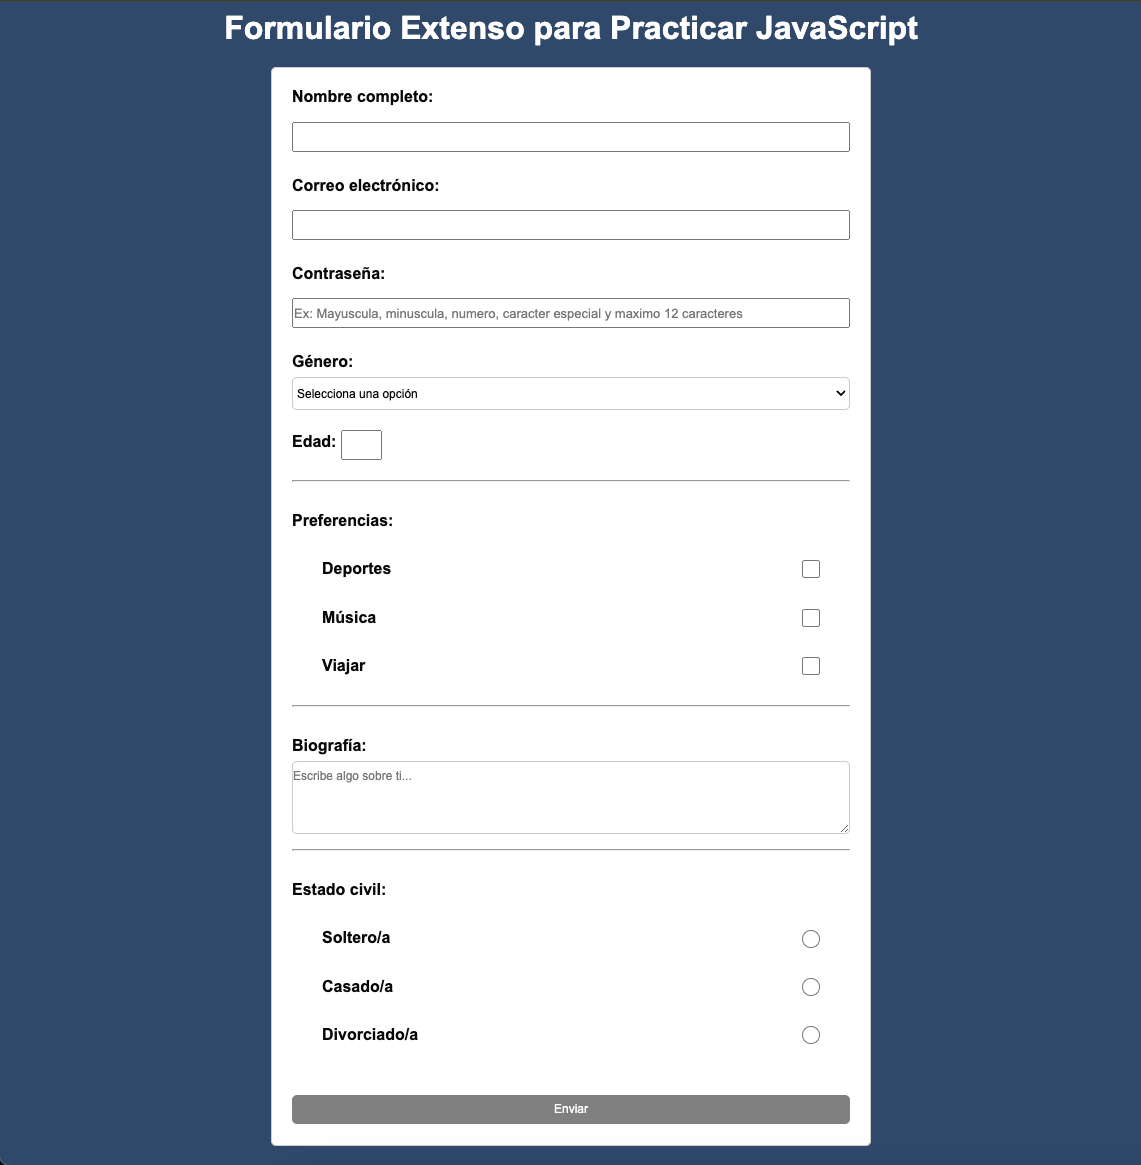 Formulario Extenso para Practicar JavaScript
Nombre completo:
Correo electrónico:
Contraseña:
Ex: Mayuscula, minuscula, numero, caracter especial y maximo 12 caracteres
Género:
Selecciona una opción
Edad:
Preferencias:
Deportes
Música
Viajar
Biografía:
Escribe algo sobre ti...
Estado civil:
Soltero/a
Casado/a
Divorciado/a
Enviar